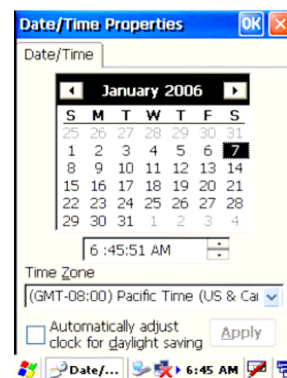 Date/Time Properties OK
Date/Time
January 2006
S M T W T F S
25 26 27 28 29 30 31
1 2 3 4 5 6 7
8 9 10 11 12 13 14
15 16 17 18 19 20 21
22 23 24 25 26 27 28
29 30 31 1 2 3 4
6 :45:51 AM
Time Zone
(GMT-08:00) Pacific Time (US & Ca
Automatically adjust
clock for daylight saving
Apply
Date/... 6:45 AM